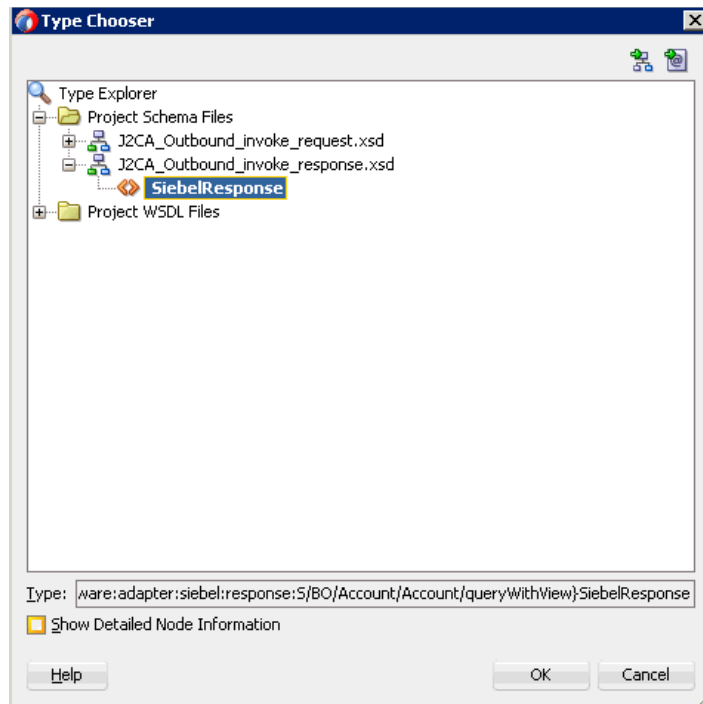 Type Chooser
Type Explorer
Project Schema Files
J2CA_Outbound_invoke_request.xsd
J2CA_Outbound_invoke_response.xsd
SiebelResponse
Project WSDL Files
Type: ware:adapter:siebel:response:S/BO/Account/Account/queryWithView}SiebelResponse
Show Detailed Node Information
Help OK Cancel